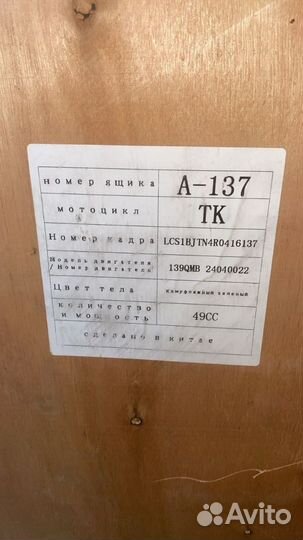 номер ящика A-137
мотоцикл TK
Номер кадра LCS1BJTN4R0416137
Модель двигателя
/Номер двигателя 139QMB 24040022
Цвет тела Камуфляжный зеленый
количество
и мощность 49CC
сделано в китае
Avito